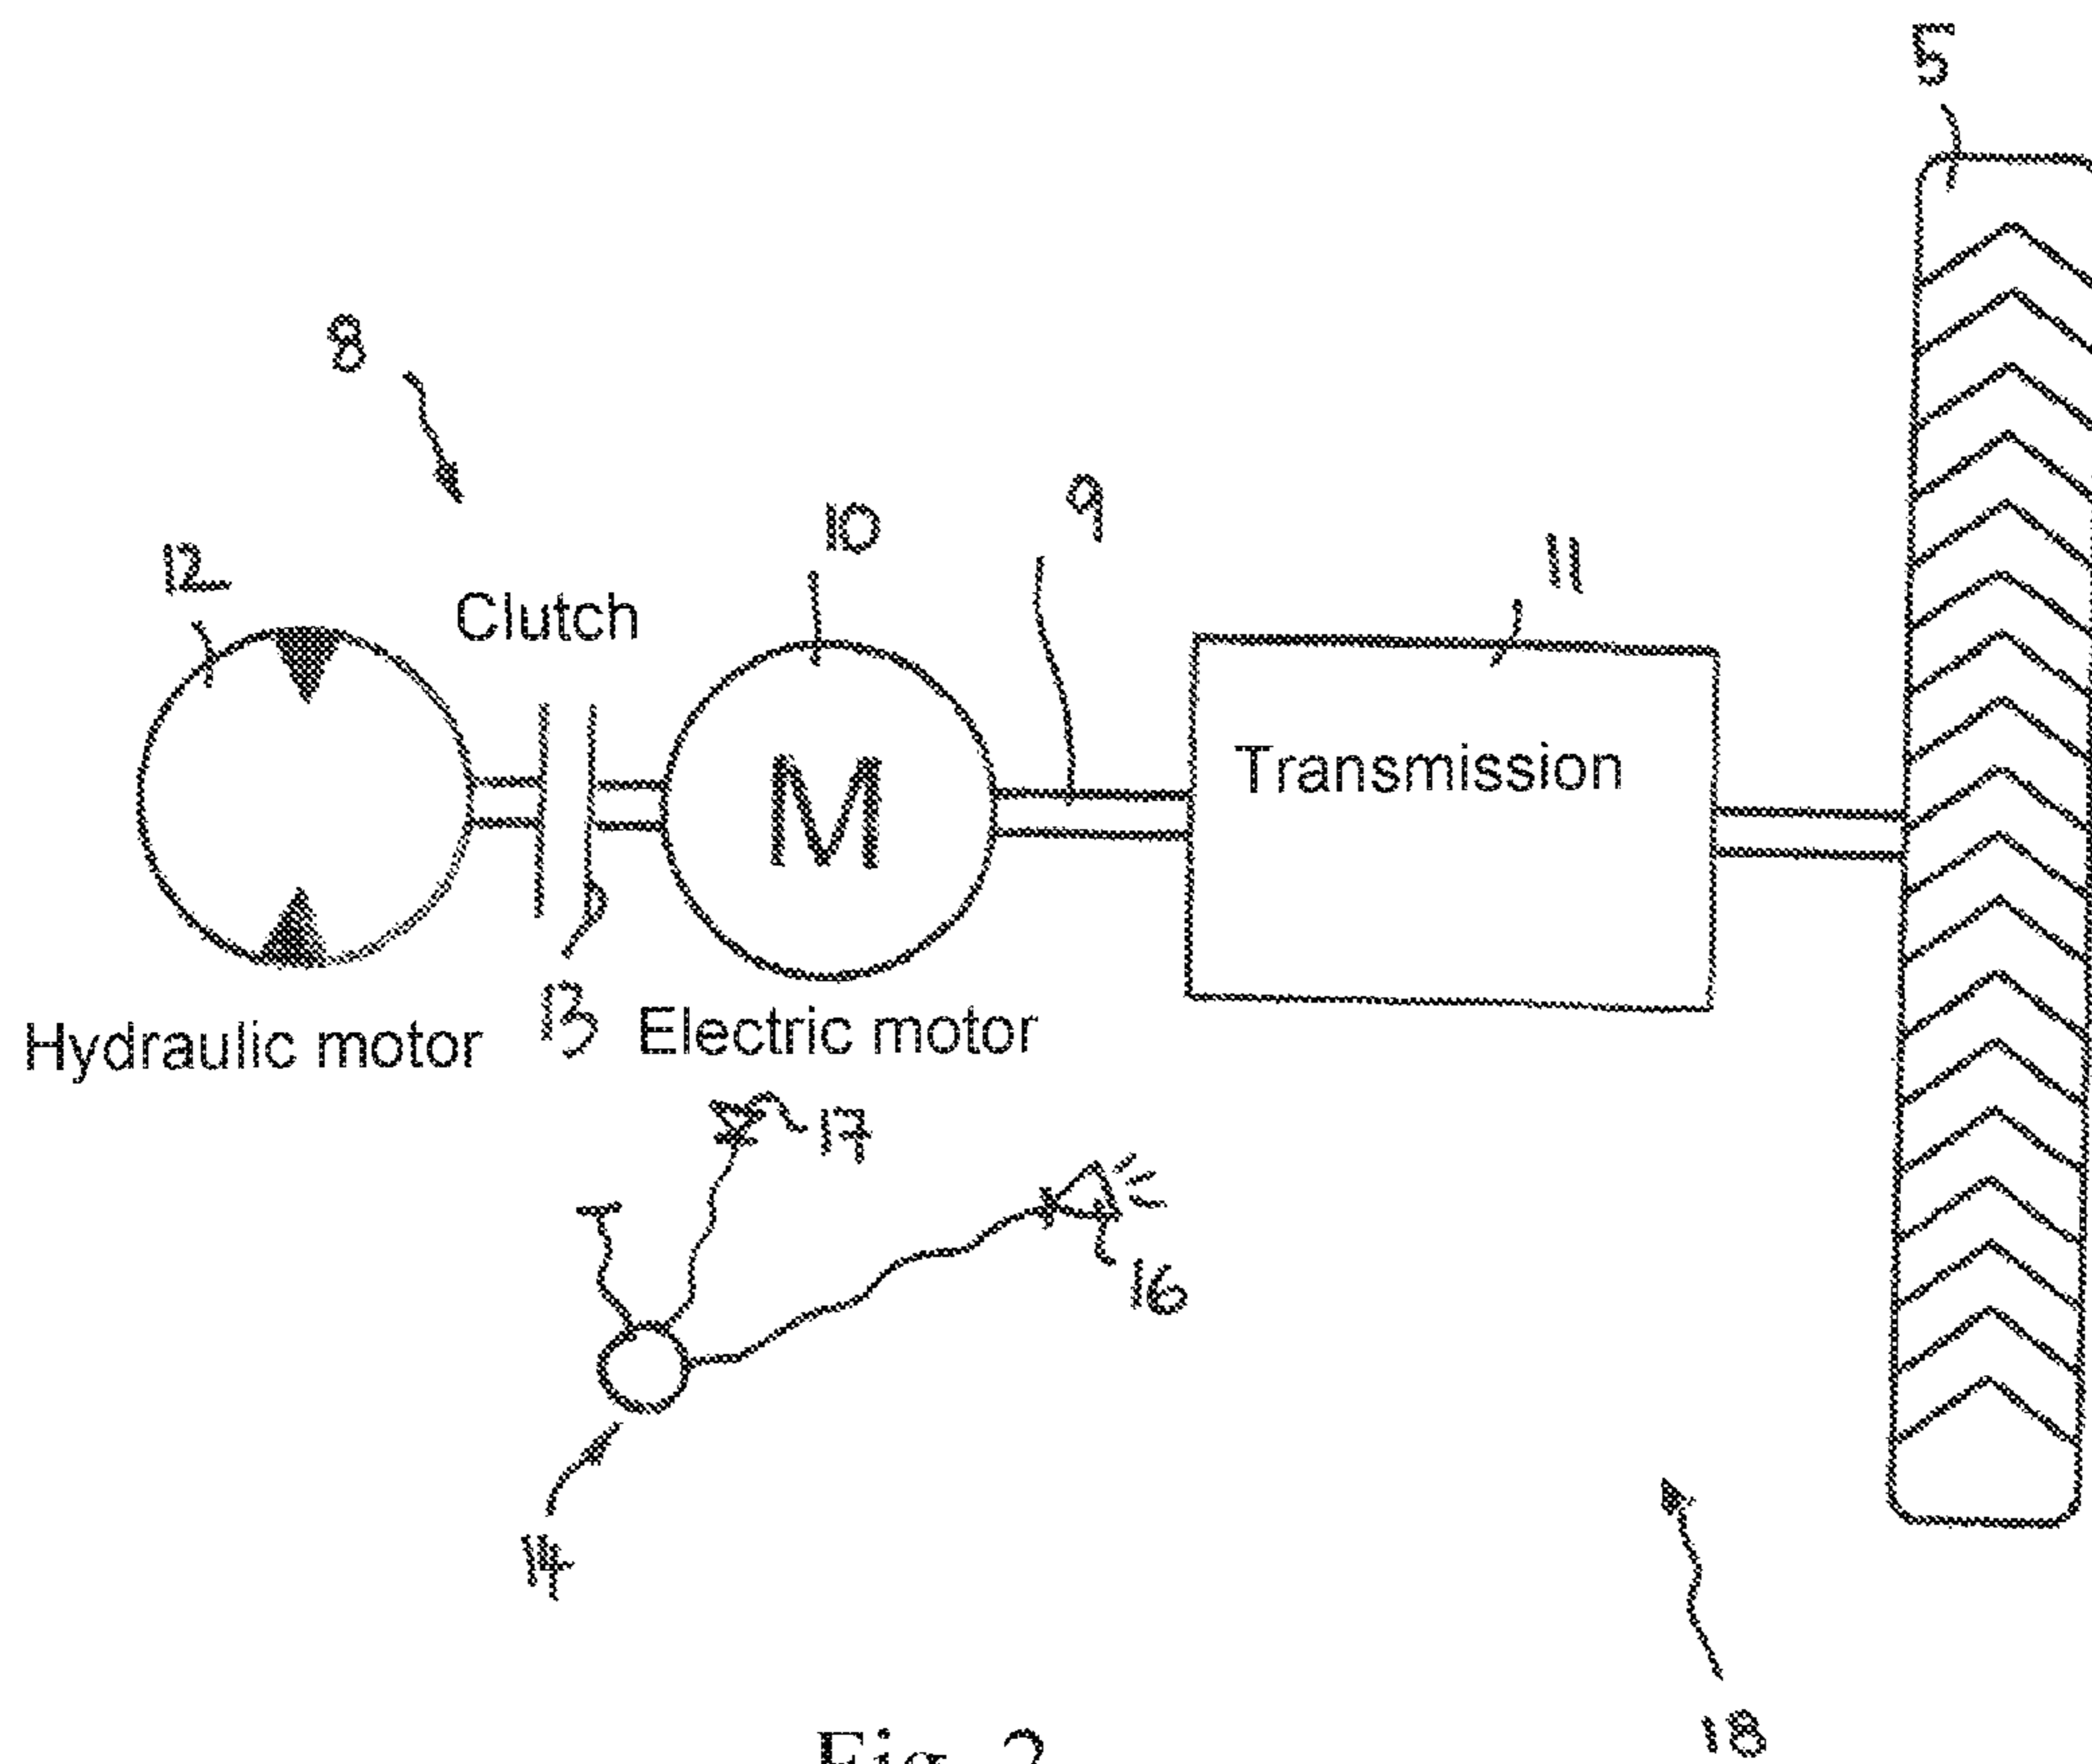 5
8
9
10
11
12
Clutch
Transmission
M
13
Hydraulic motor
Electric motor
17
16
14
18
Fig. 2